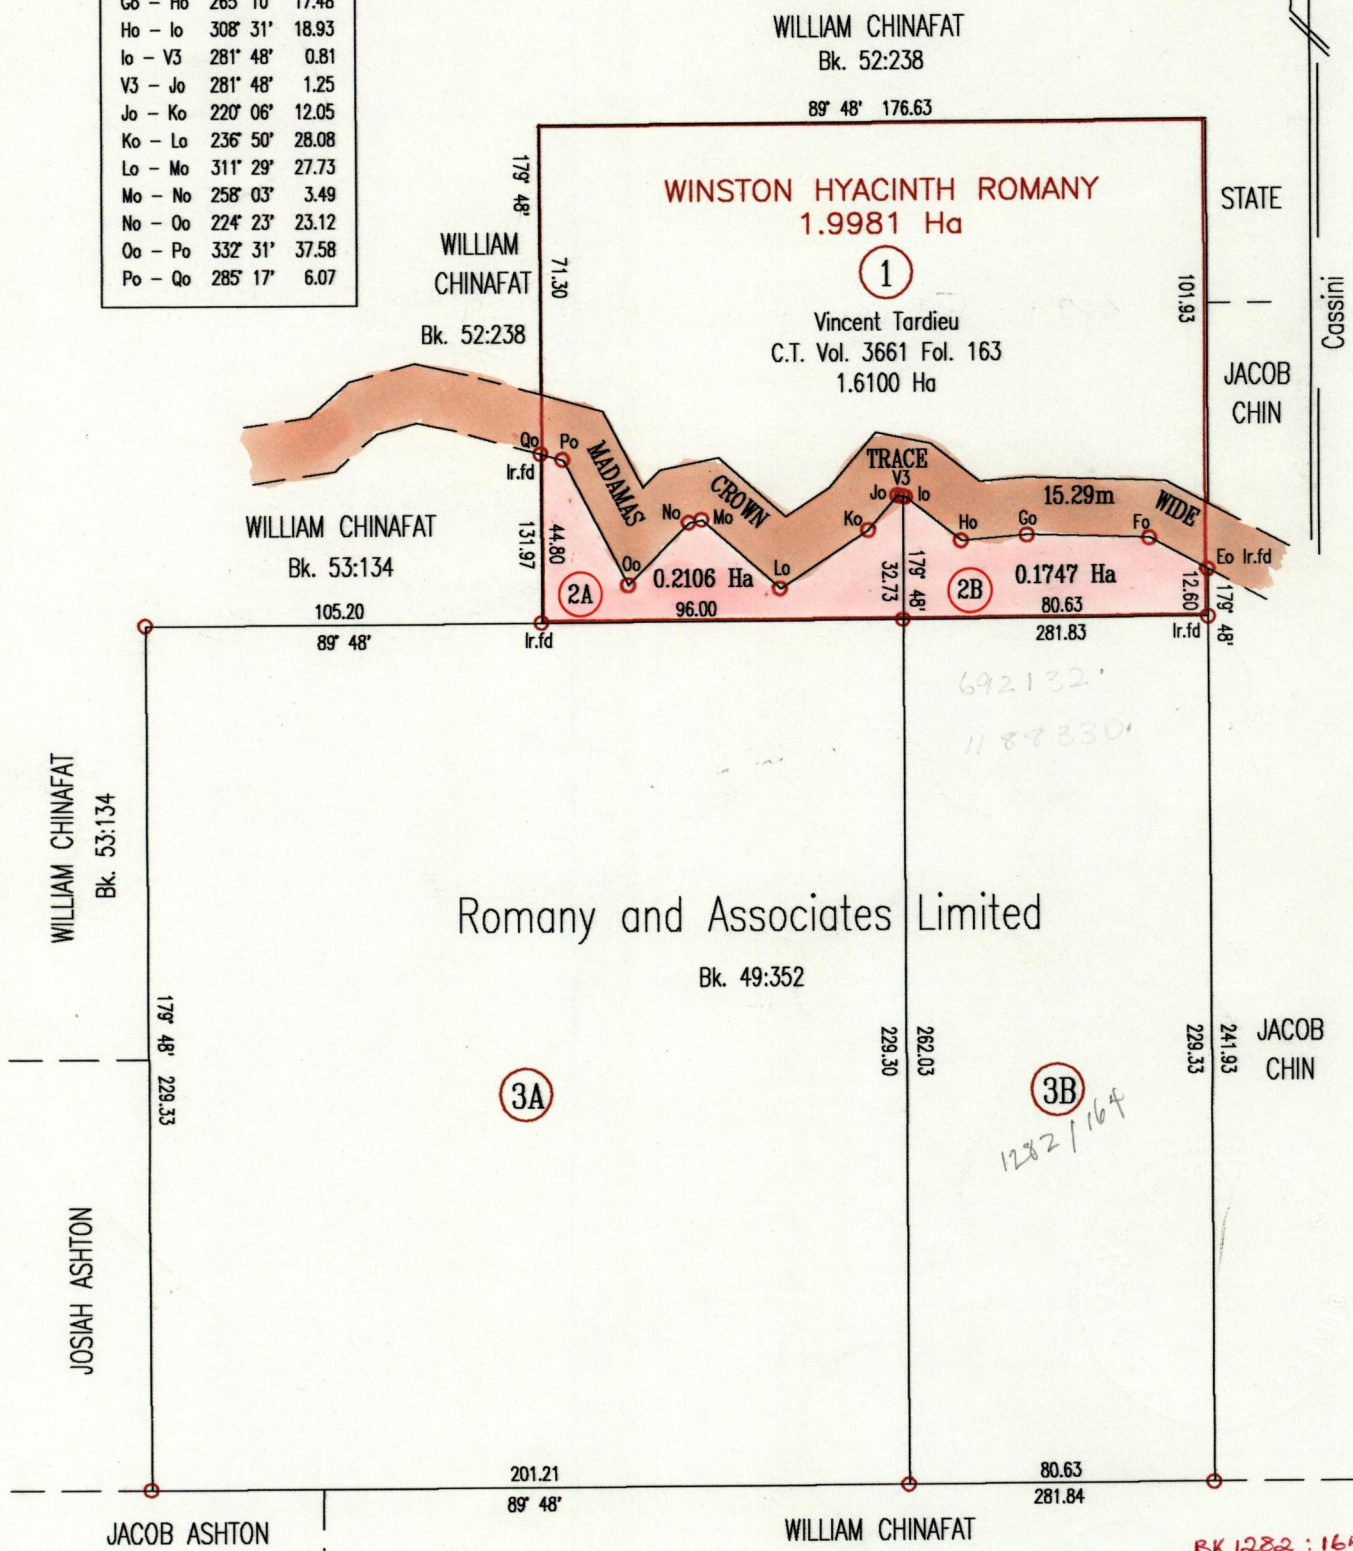 Go – Ho 265° 10' 17.48
Ho – Io 308° 31' 18.93
Io – V3 281° 48' 0.81
V3 – Jo 281° 48' 1.25
Jo – Ko 220° 06' 12.05
Ko – Lo 236° 50' 28.08
Lo – Mo 311° 29' 27.73
Mo – No 258° 03' 3.49
No – Oo 224° 23' 23.12
Oo – Po 332° 31' 37.58
Po – Qo 285° 17' 6.07
WILLIAM CHINAFAT
Bk. 52:238
89° 48' 176.63
179° 48'
71.30
WINSTON HYACINTH ROMANY
1.9981 Ha
1
Vincent Tardieu
C.T. Vol. 3661 Fol. 163
1.6100 Ha
101.93
STATE
JACOB
CHIN
Cassini
WILLIAM
CHINAFAT
Bk. 52:238
MADAMAS CROWN TRACE 15.29m WIDE
Qo
Po
Ir.fd
Oo
No
Mo
Lo
Ko
Jo
V3
Io
Ho
Go
Fo
Eo Ir.fd
WILLIAM CHINAFAT
Bk. 53:134
131.97
44.80
2A
0.2106 Ha
96.00
32.73
179° 48'
2B
0.1747 Ha
80.63
12.60
179° 48'
105.20
89° 48'
Ir.fd
281.83
Ir.fd
692132.
1188330.
WILLIAM CHINAFAT
Bk. 53:134
Romany and Associates Limited
Bk. 49:352
179° 48'
229.33
229.30
262.03
229.33
241.93
JACOB
CHIN
3A
3B
1282/164
JOSIAH ASHTON
201.21
89° 48'
80.63
281.84
JACOB ASHTON
WILLIAM CHINAFAT
BK 1282 : 164